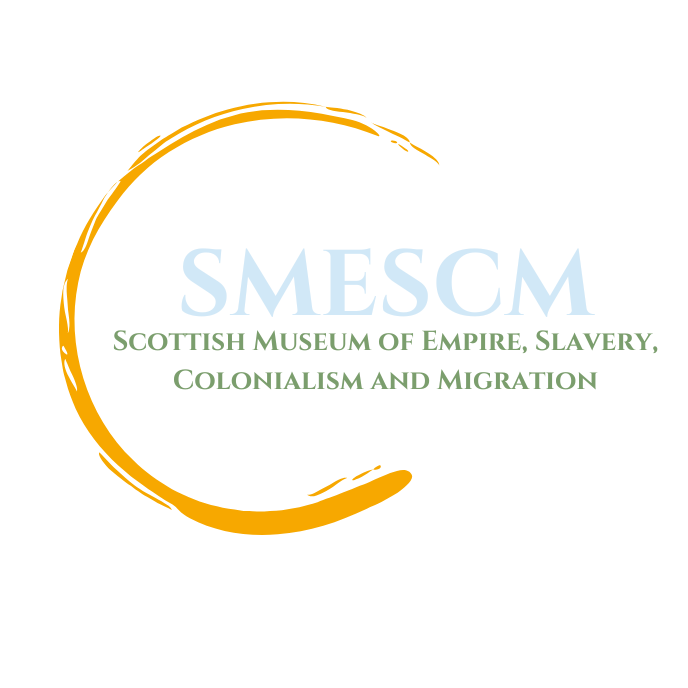 SMESCM
Scottish Museum of Empire, Slavery,
Colonialism and Migration